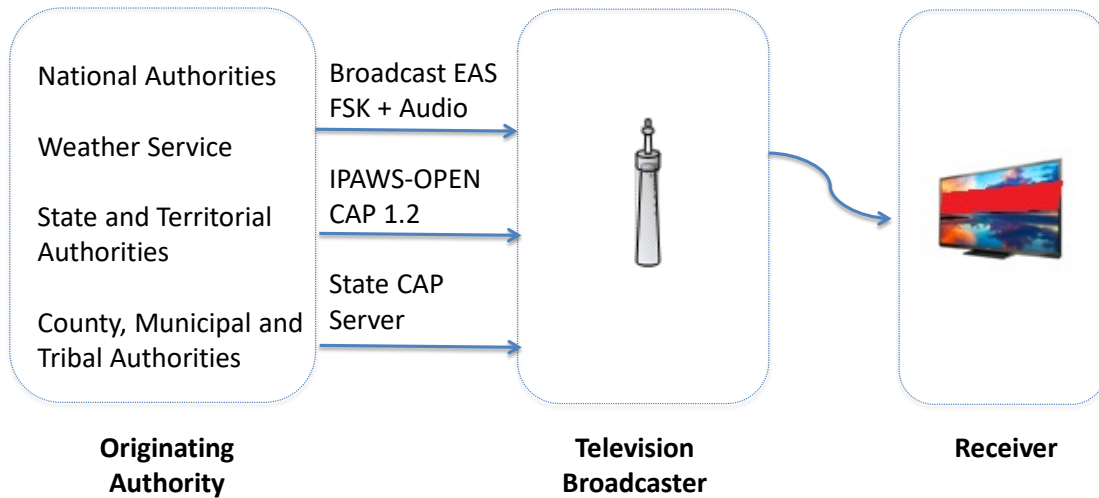 National Authorities
Weather Service
State and Territorial
Authorities
County, Municipal and
Tribal Authorities
Broadcast EAS
FSK + Audio
IPAWS-OPEN
CAP 1.2
State CAP
Server
Originating
Authority
Television
Broadcaster
Receiver